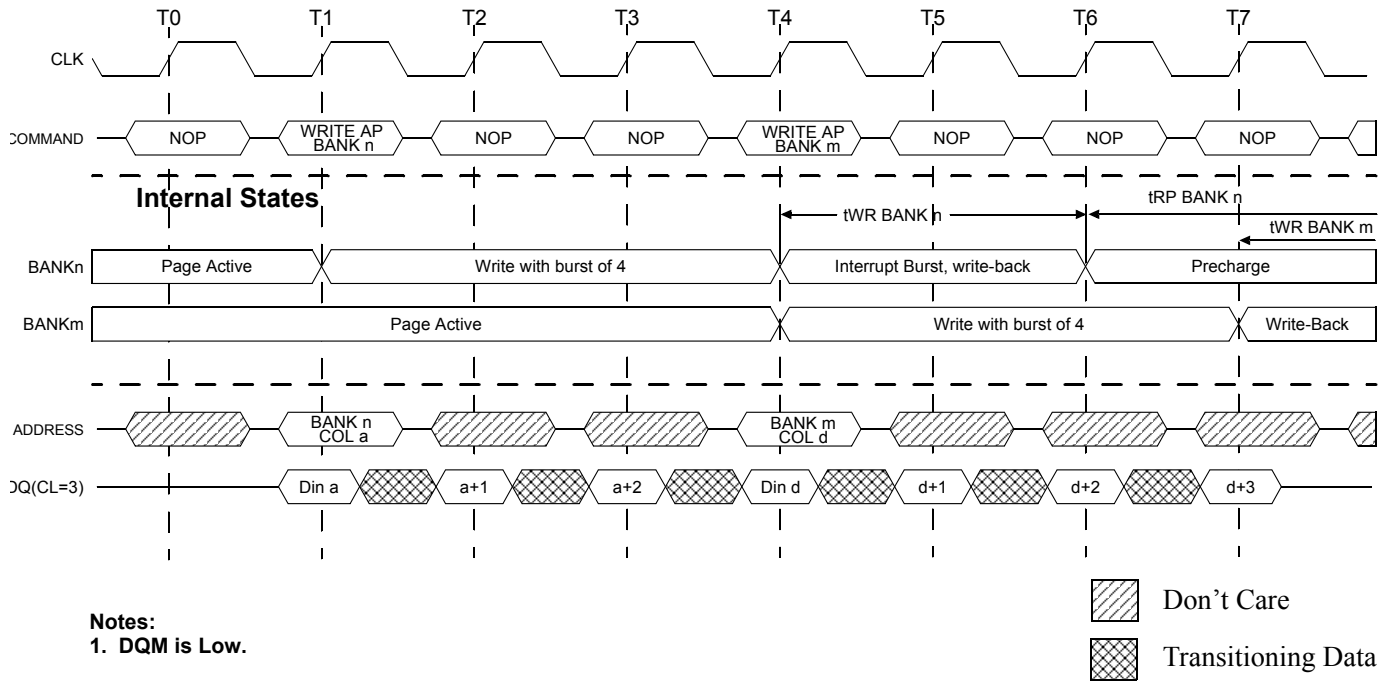 T0 T1 T2 T3 T4 T5 T6 T7
CLK
COMMAND NOP WRITE AP BANK n NOP NOP WRITE AP BANK m NOP NOP NOP
Internal States
tWR BANK n tRP BANK n
tWR BANK m
BANKn Page Active Write with burst of 4 Interrupt Burst, write-back Precharge
BANKm Page Active Write with burst of 4 Write-Back
ADDRESS BANK n COL a BANK m COL d
DQ(CL=3) Din a a+1 a+2 Din d d+1 d+2 d+3
Don't Care
Transitioning Data
Notes:
1. DQM is Low.